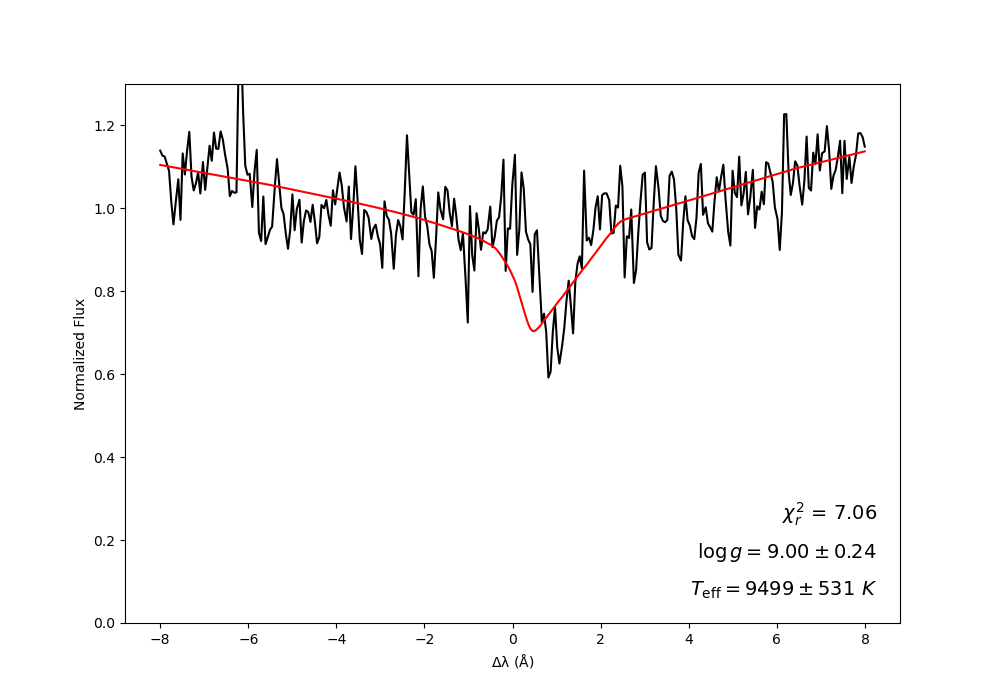 1.2
1.0
0.8
0.6
0.4
0.2
0.0
Normalized Flux
χ²ᵣ = 7.06
log g = 9.00 ± 0.24
T_eff = 9499 ± 531 K
−8 −6 −4 −2 0 2 4 6 8
Δλ (Å)